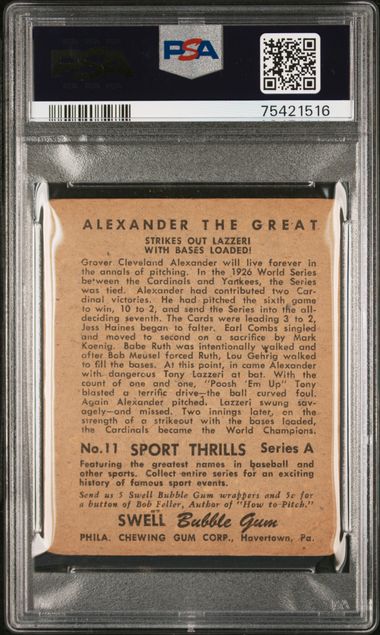 PSA
PSA
75421516
ALEXANDER THE GREAT
STRIKES OUT LAZZERI
WITH BASES LOADED!
Grover Cleveland Alexander will live forever in
the annals of pitching. In the 1926 World Series
between the Cardinals and Yankees, the Series
was tied. Alexander had contributed two Car-
dinal victories. He had pitched the sixth game
to win, 10 to 2, and send the Series into the all-
deciding seventh. The Cards were leading 3 to 2,
Jess Haines began to falter. Earl Combs singled
and moved to second on a sacrifice by Mark
Koenig. Babe Ruth was intentionally walked and
after Bob Meusel forced Ruth, Lou Gehrig walked
to fill the bases. At this point, in came Alexander
with dangerous Tony Lazzeri at bat. With the
count of one and one, "Poosh 'Em Up" Tony
blasted a terrific drive—the ball curved foul.
Again Alexander pitched. Lazzeri swung sav-
agely—and missed. Two innings later, on the
strength of a strikeout with the bases loaded,
the Cardinals became the World Champions.
No. 11 SPORT THRILLS Series A
Featuring the greatest names in baseball and
other sports. Collect entire series for an exciting
history of famous sport events.
Send us 5 Swell Bubble Gum wrappers and 5c for
a button of Bob Feller, Author of "How to Pitch."
SWELL Bubble Gum
PHILA. CHEWING GUM CORP., Havertown, Pa.